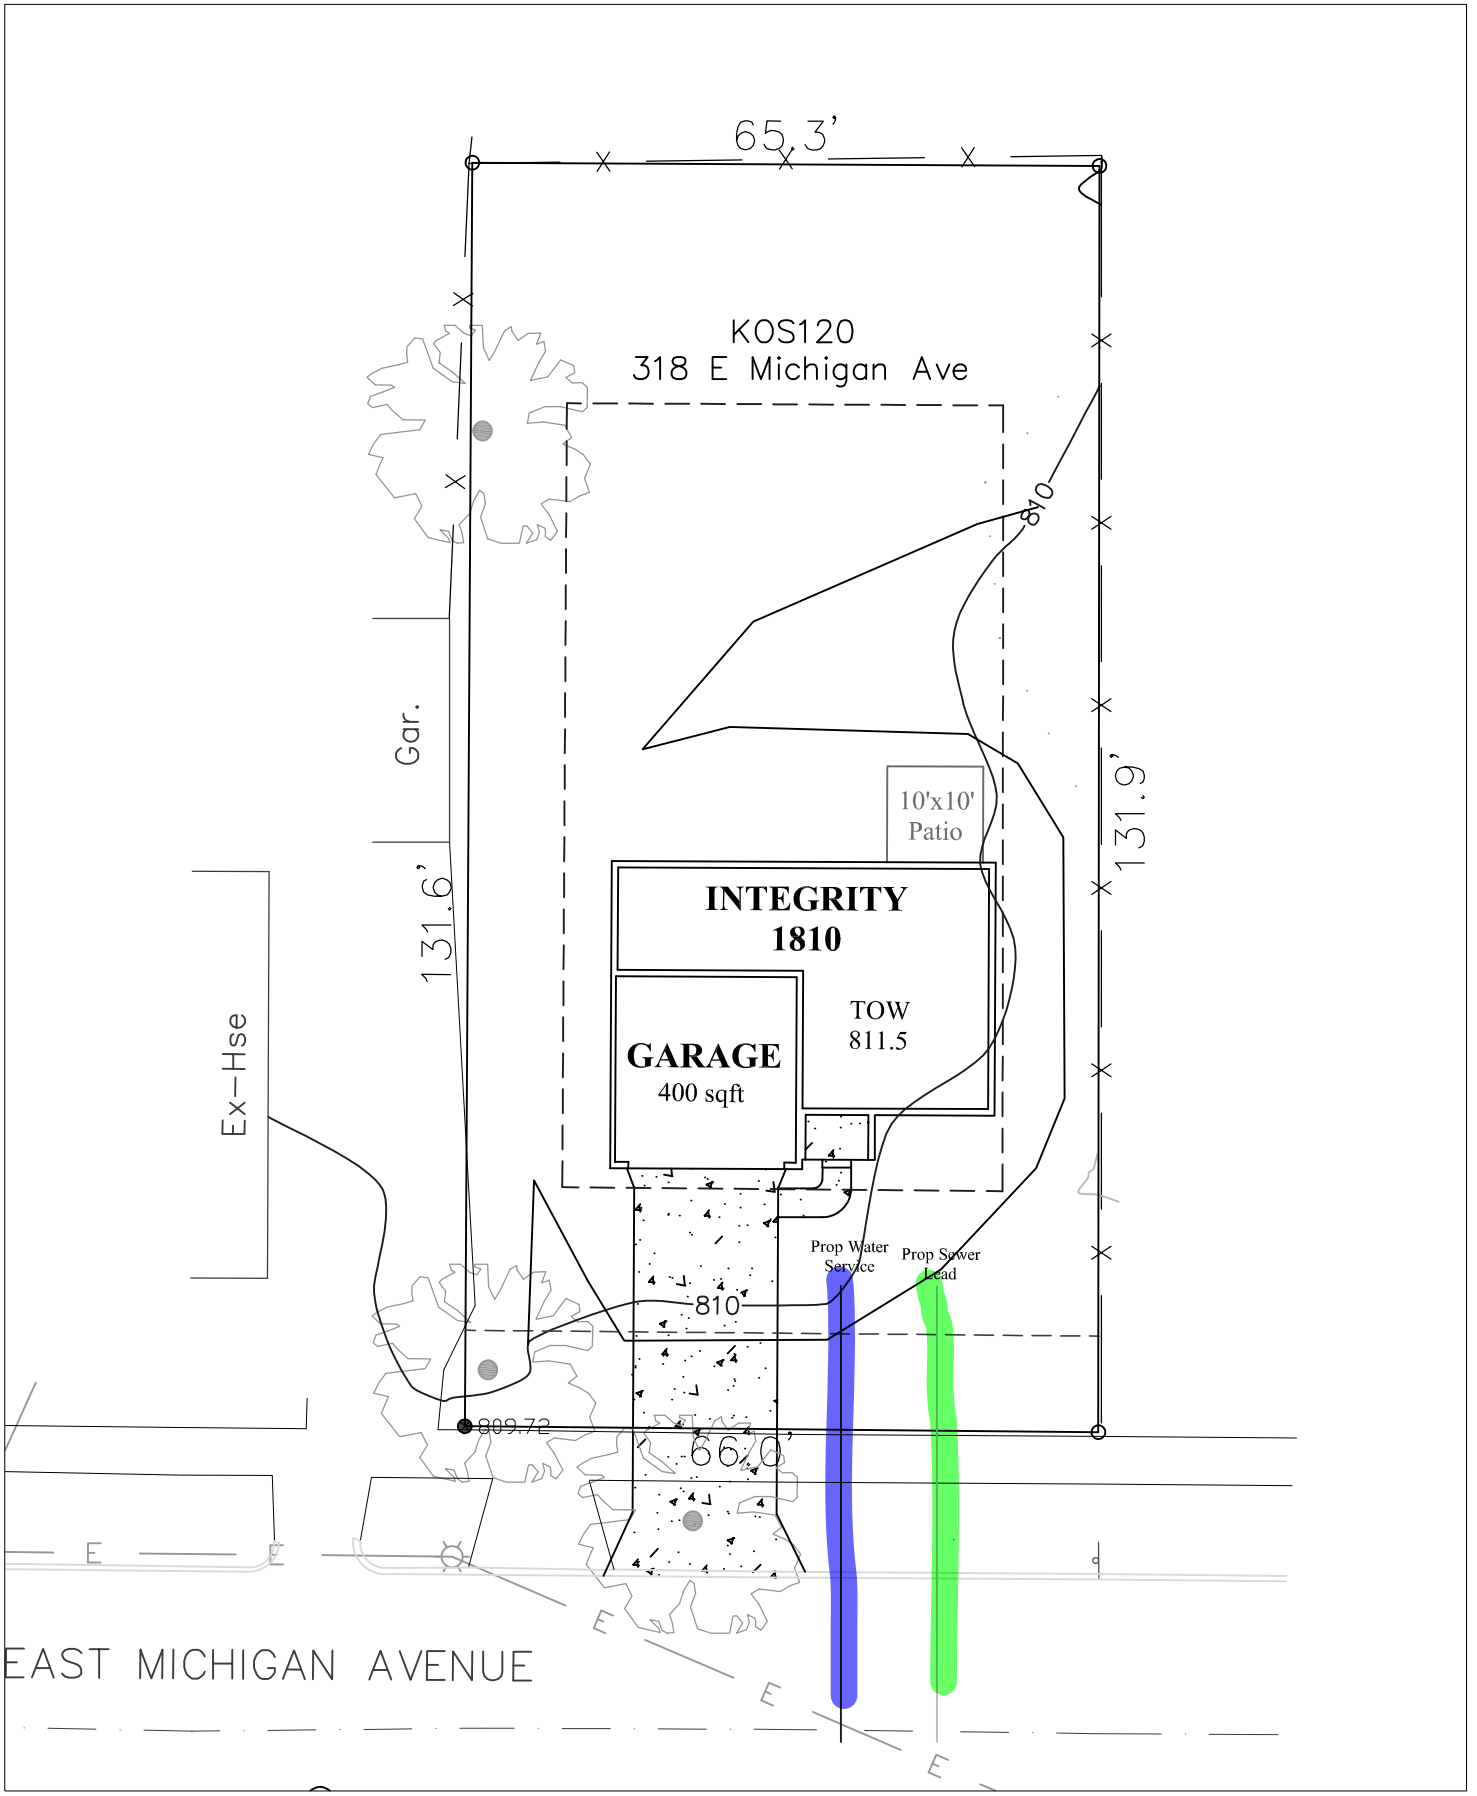 65.3'
KOS120
318 E Michigan Ave
810
Gar.
131.9'
10'x10'
Patio
131.6'
INTEGRITY
1810
TOW
811.5
Ex-Hse
GARAGE
400 sqft
Prop Water
Service
Prop Sewer
Lead
810
809.72
66.0'
E
E
E
EAST MICHIGAN AVENUE
E
E